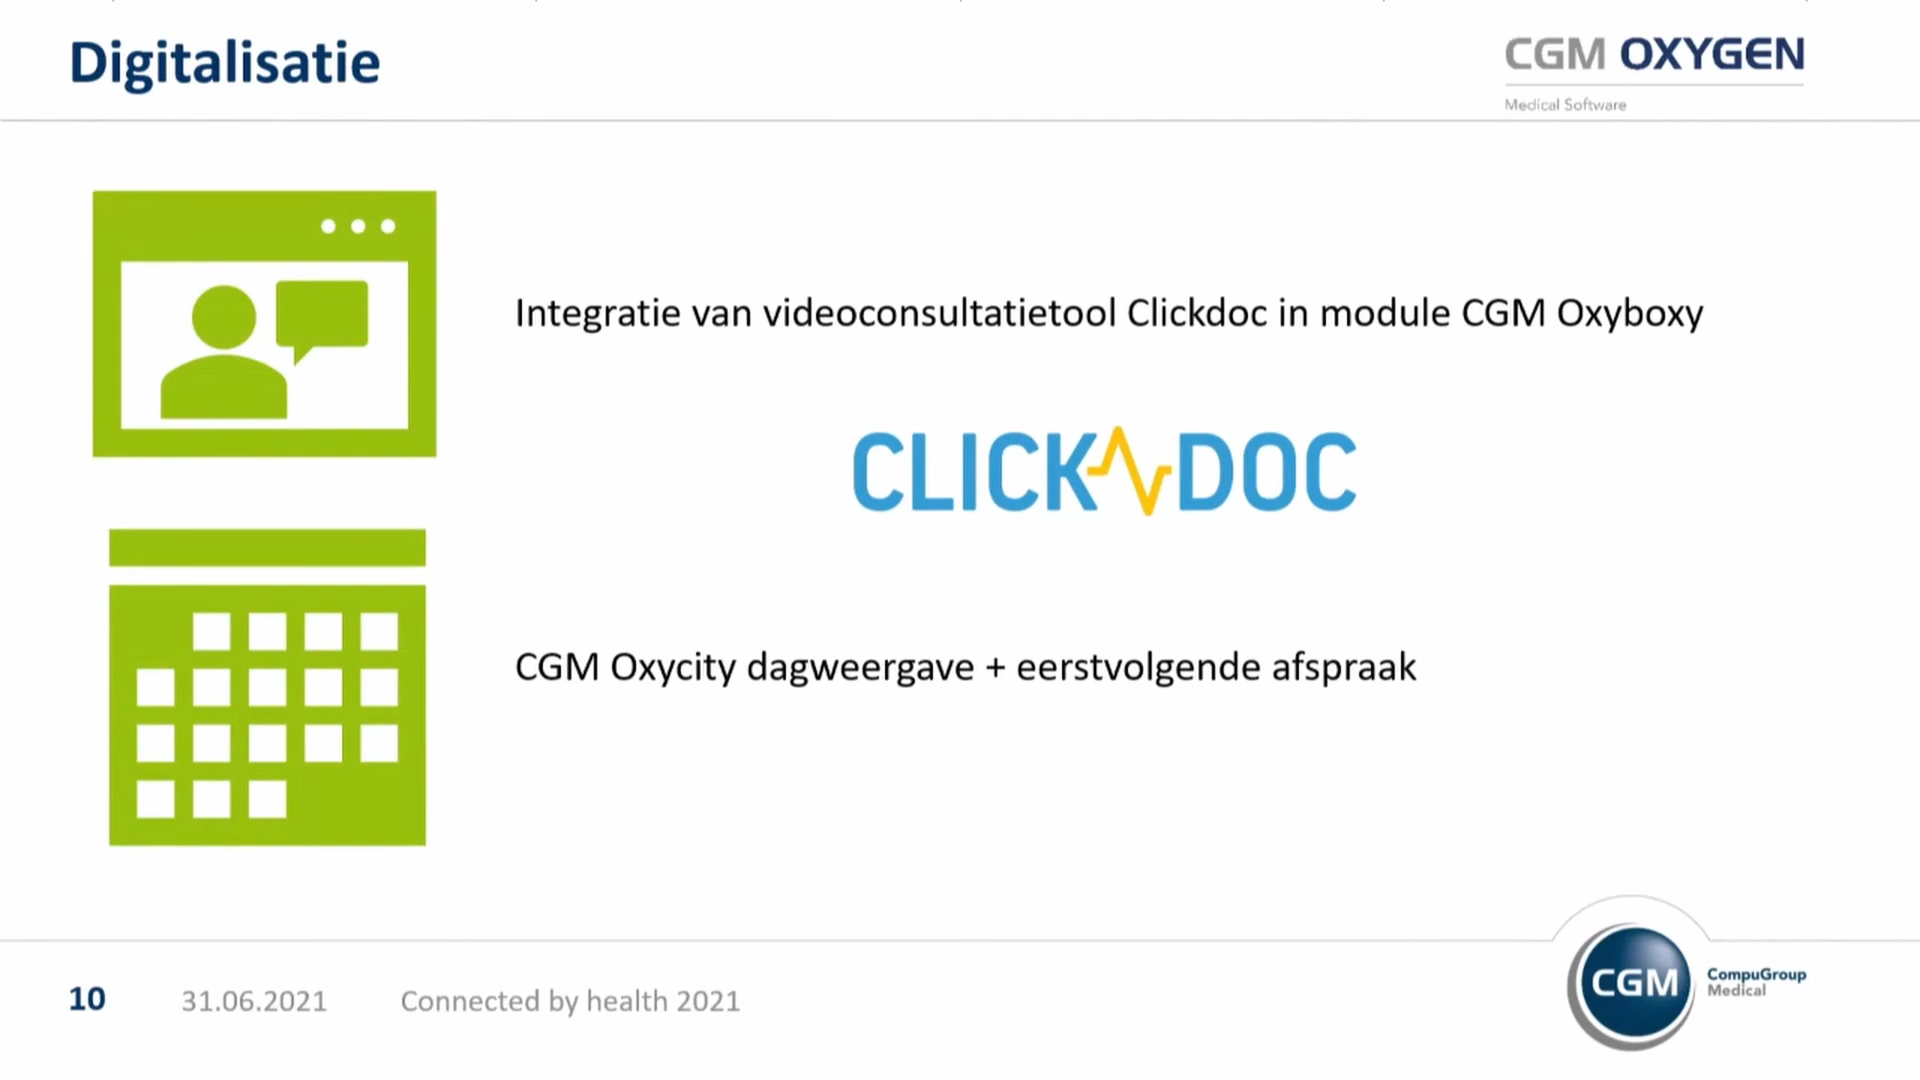 Digitalisatie
CGM OXYGEN
Medical Software
Integratie van videoconsultatietool Clickdoc in module CGM Oxyboxy
CLICK DOC
CGM Oxycity dagweergave + eerstvolgende afspraak
10 31.06.2021 Connected by health 2021
CGM
CompuGroup
Medical